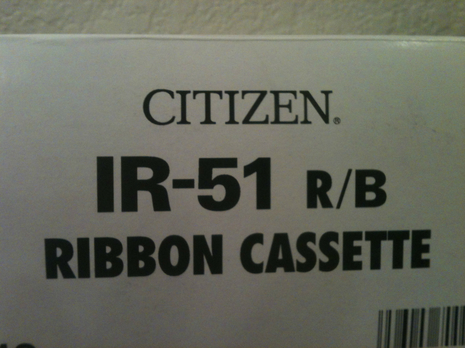 CITIZEN®
IR-51 R/B
RIBBON CASSETTE